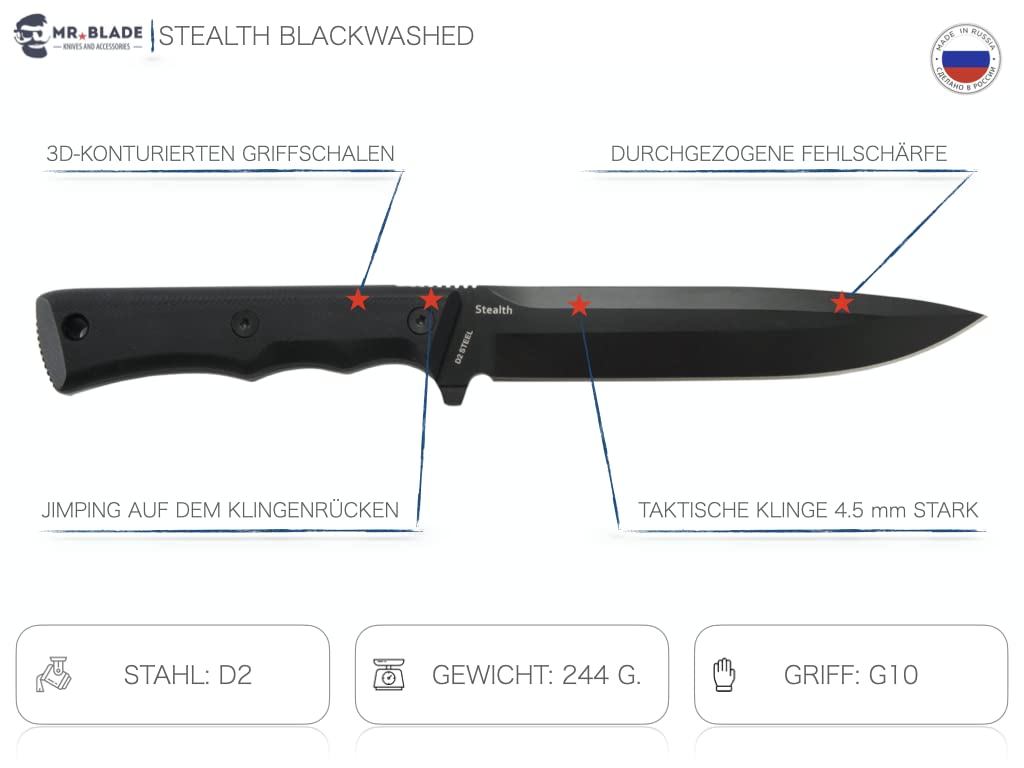 MR★BLADE
KNIVES AND ACCESSORIES
STEALTH BLACKWASHED
MADE IN RUSSIA
СДЕЛАНО В РОССИИ
3D-KONTURIERTEN GRIFFSCHALEN
DURCHGEZOGENE FEHLSCHÄRFE
Stealth
D2 STEEL
JIMPING AUF DEM KLINGENRÜCKEN
TAKTISCHE KLINGE 4.5 mm STARK
STAHL: D2
GEWICHT: 244 G.
GRIFF: G10